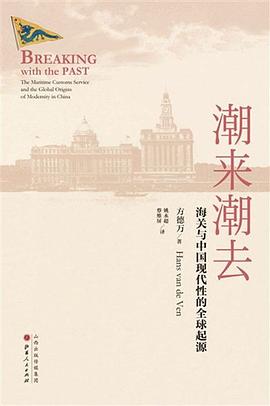 BREAKING
with the PAST
The Maritime Customs Service
and the Global Origins
of Modernity in China
潮来潮去
海关与中国现代性的全球起源
方德万/著
Hans van de Ven
姚永超
蔡维屏 译
山西出版传媒集团
山西人民出版社